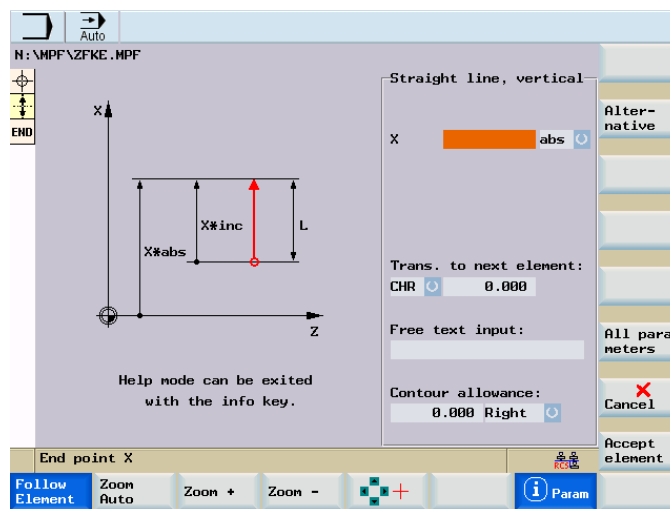 Auto
N:\MPF\ZFKE.MPF
Straight line, vertical
Alter-
native
END
X
X
abs
X*inc
L
X*abs
Trans. to next element:
CHR
0.000
Z
Free text input:
All para
meters
Help mode can be exited
with the info key.
Contour allowance:
0.000 Right
Cancel
Accept
element
End point X
RCS
Follow
Element
Zoom
Auto
Zoom +
Zoom -
i Param